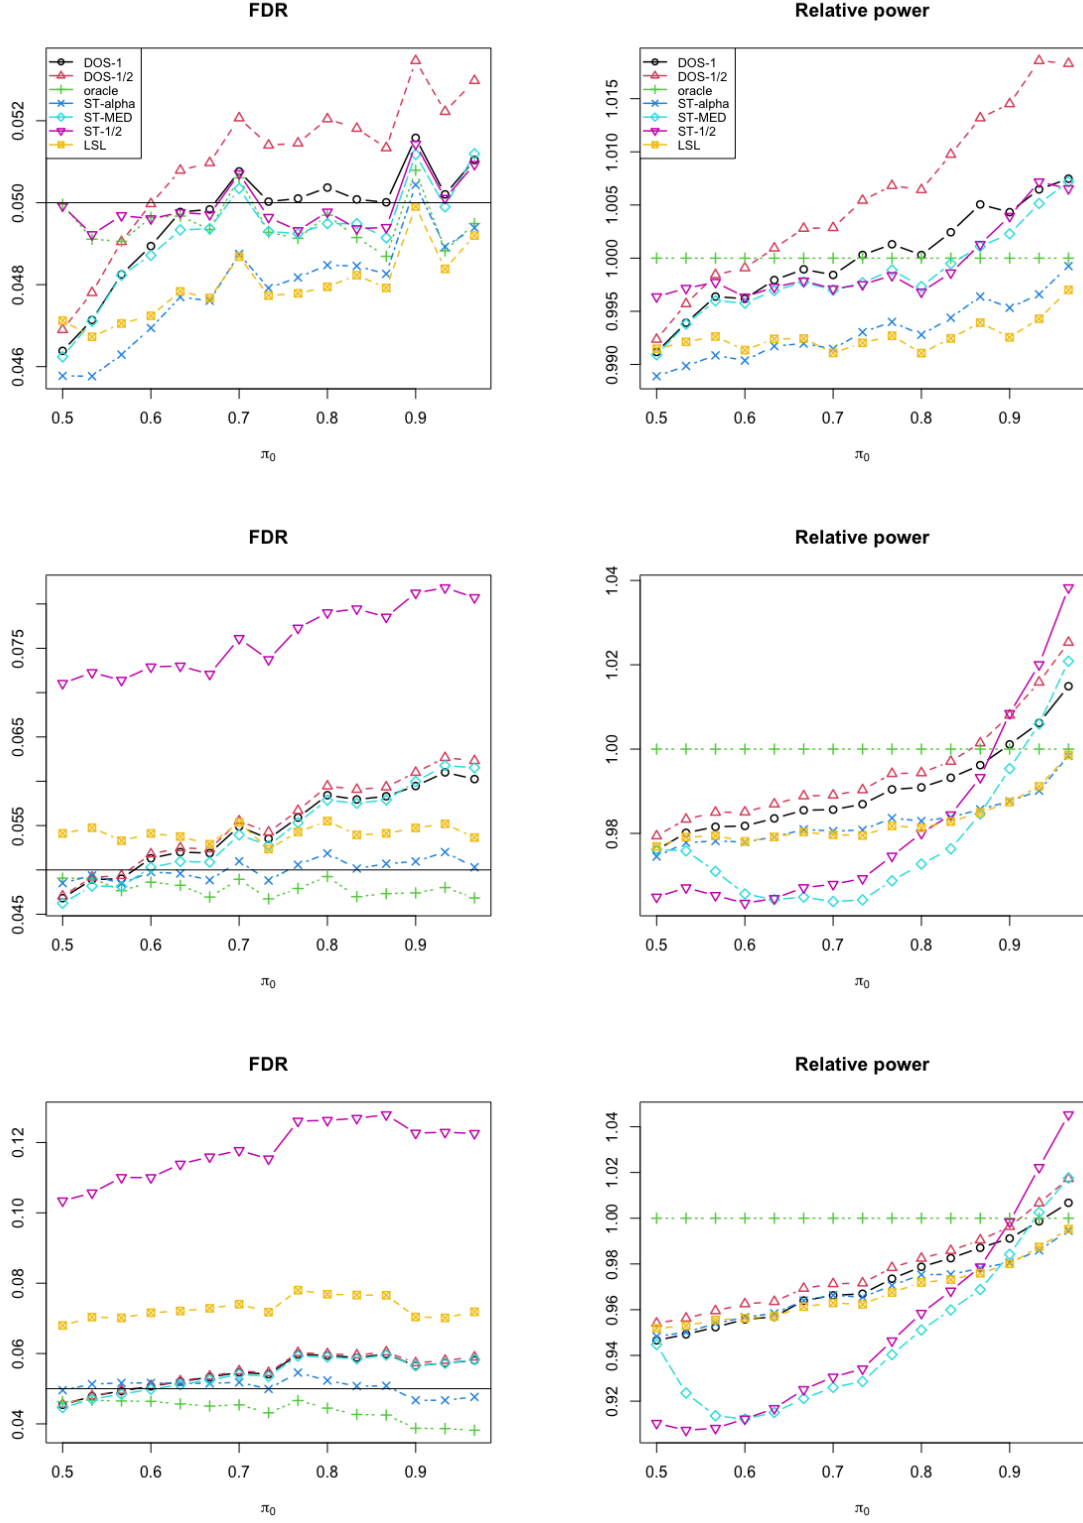 FDR
DOS-1
DOS-1/2
oracle
ST-alpha
ST-MED
ST-1/2
LSL
0.052
0.050
0.048
0.046
0.5 0.6 0.7 0.8 0.9
π0
Relative power
DOS-1
DOS-1/2
oracle
ST-alpha
ST-MED
ST-1/2
LSL
1.015
1.010
1.005
1.000
0.995
0.990
0.5 0.6 0.7 0.8 0.9
π0
FDR
0.075
0.065
0.055
0.045
0.5 0.6 0.7 0.8 0.9
π0
Relative power
1.04
1.02
1.00
0.98
0.5 0.6 0.7 0.8 0.9
π0
FDR
0.12
0.10
0.08
0.06
0.04
0.5 0.6 0.7 0.8 0.9
π0
Relative power
1.04
1.02
1.00
0.98
0.96
0.94
0.92
0.5 0.6 0.7 0.8 0.9
π0